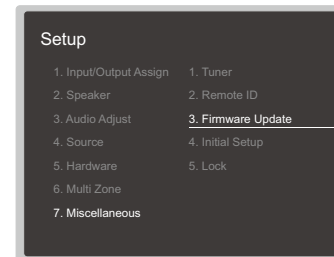 Setup
1. Input/Output Assign
2. Speaker
3. Audio Adjust
4. Source
5. Hardware
6. Multi Zone
7. Miscellaneous
1. Tuner
2. Remote ID
3. Firmware Update
4. Initial Setup
5. Lock